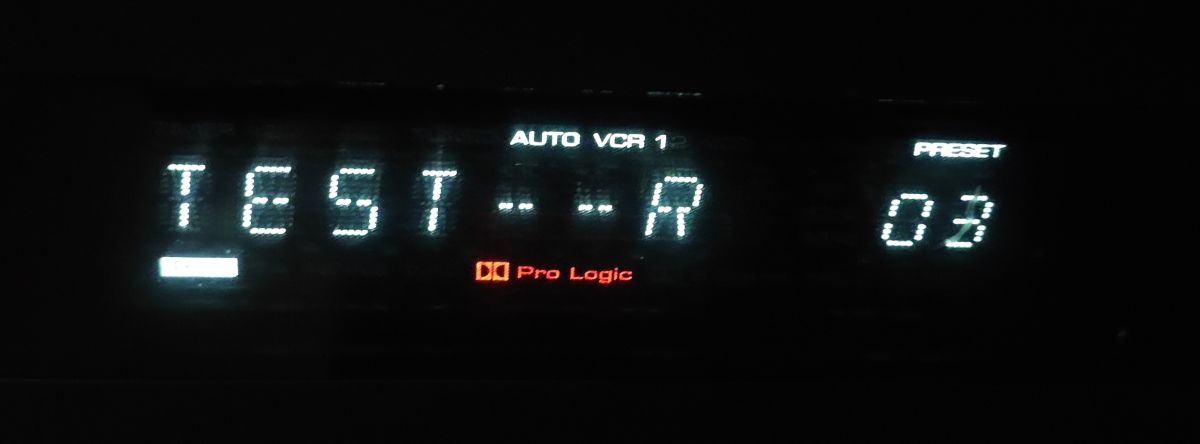 AUTO VCR 1 PRESET
TEST--R 03
Pro Logic